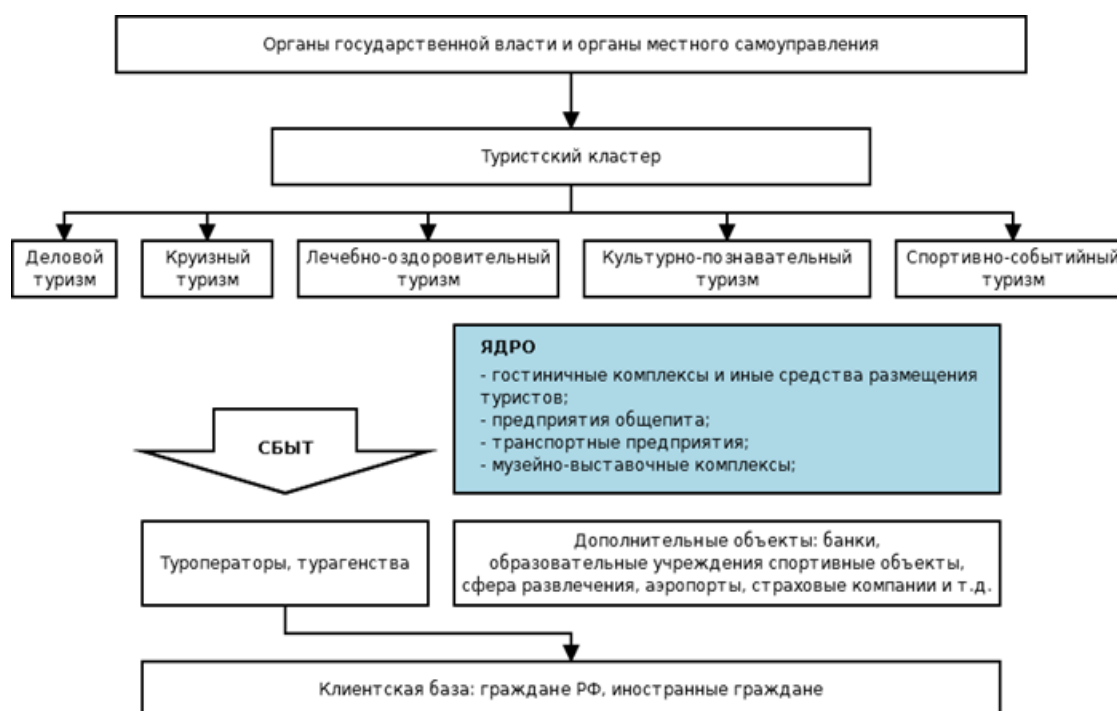 Органы государственной власти и органы местного самоуправления
Туристский кластер
Деловой
туризм
Круизный
туризм
Лечебно-оздоровительный
туризм
Культурно-познавательный
туризм
Спортивно-событийный
туризм
ЯДРО
- гостиничные комплексы и иные средства размещения
туристов;
- предприятия общепита;
- транспортные предприятия;
- музейно-выставочные комплексы;
СБЫТ
Туроператоры, турагенства
Дополнительные объекты: банки,
образовательные учреждения спортивные объекты,
сфера развлечения, аэропорты, страховые компании и т.д.
Клиентская база: граждане РФ, иностранные граждане